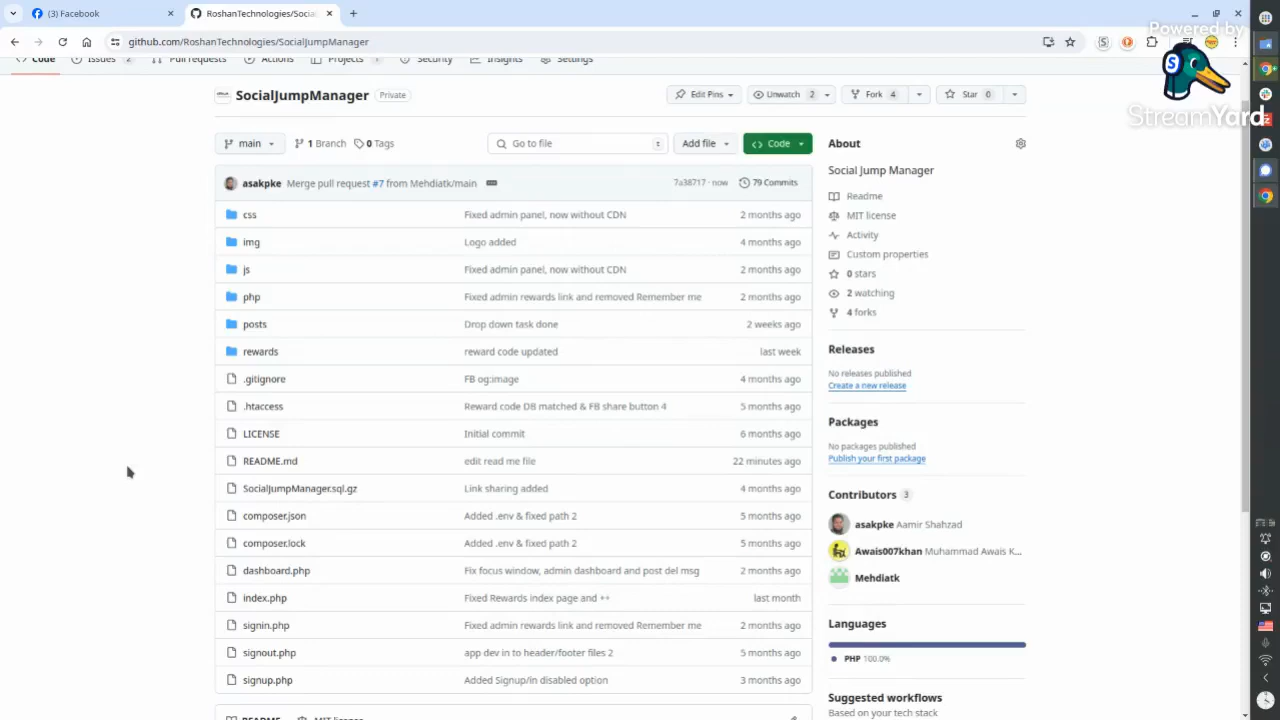 (3) Facebook
RoshanTechnologies/Socia
github.com/RoshanTechnologies/SocialJumpManager
Powered by
StreamYard
Code
Issues 2
Pull requests
Actions
Projects
Security
Insights
Settings
SocialJumpManager
Private
Edit Pins
Unwatch 2
Fork 4
Star 0
main
1 Branch
0 Tags
Go to file
Add file
Code
asakpke Merge pull request #7 from Mehdiatk/main
7a38717 · now
79 Commits
css Fixed admin panel, now without CDN 2 months ago
img Logo added 4 months ago
js Fixed admin panel, now without CDN 2 months ago
php Fixed admin rewards link and removed Remember me 2 months ago
posts Drop down task done 2 weeks ago
rewards reward code updated last week
.gitignore FB og:image 4 months ago
.htaccess Reward code DB matched & FB share button 4 5 months ago
LICENSE Initial commit 6 months ago
README.md edit read me file 22 minutes ago
SocialJumpManager.sql.gz Link sharing added 4 months ago
composer.json Added .env & fixed path 2 5 months ago
composer.lock Added .env & fixed path 2 5 months ago
dashboard.php Fix focus window, admin dashboard and post del msg 2 months ago
index.php Fixed Rewards index page and ++ last month
signin.php Fixed admin rewards link and removed Remember me 2 months ago
signout.php app dev in to header/footer files 2 5 months ago
signup.php Added Signup/in disabled option 3 months ago
README
MIT license
About
Social Jump Manager
Readme
MIT license
Activity
Custom properties
0 stars
2 watching
4 forks
Releases
No releases published
Create a new release
Packages
No packages published
Publish your first package
Contributors 3
asakpke Aamir Shahzad
Awais007khan Muhammad Awais K...
Mehdiatk
Languages
PHP 100.0%
Suggested workflows
Based on your tech stack